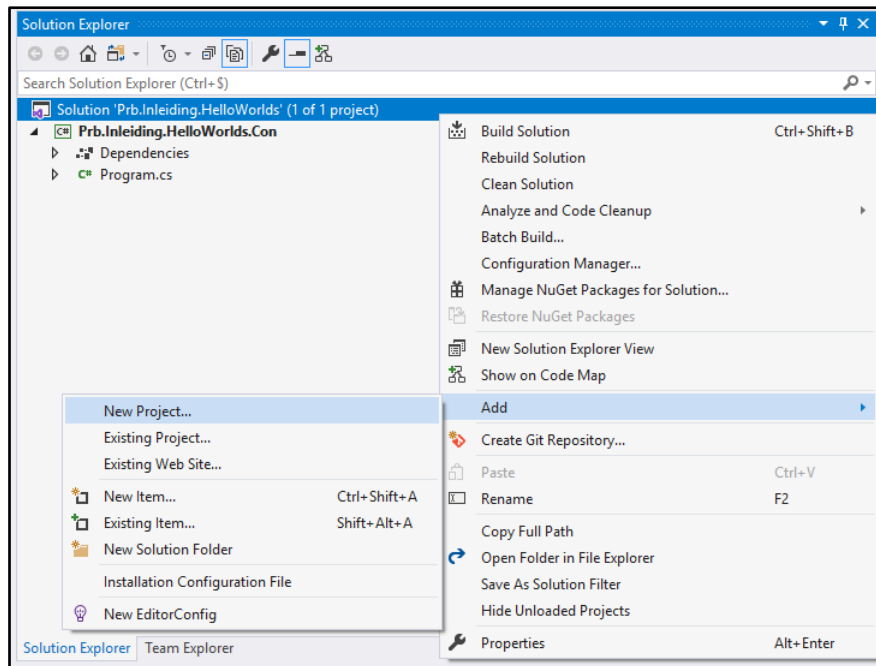 Solution Explorer
Search Solution Explorer (Ctrl+$)
Solution 'Prb.Inleiding.HelloWorlds' (1 of 1 project)
C# Prb.Inleiding.HelloWorlds.Con
Dependencies
C# Program.cs
Build Solution Ctrl+Shift+B
Rebuild Solution
Clean Solution
Analyze and Code Cleanup
Batch Build...
Configuration Manager...
Manage NuGet Packages for Solution...
Restore NuGet Packages
New Solution Explorer View
Show on Code Map
Add
Create Git Repository...
Paste Ctrl+V
Rename F2
Copy Full Path
Open Folder in File Explorer
Save As Solution Filter
Hide Unloaded Projects
Properties Alt+Enter
New Project...
Existing Project...
Existing Web Site...
New Item... Ctrl+Shift+A
Existing Item... Shift+Alt+A
New Solution Folder
Installation Configuration File
New EditorConfig
Solution Explorer Team Explorer